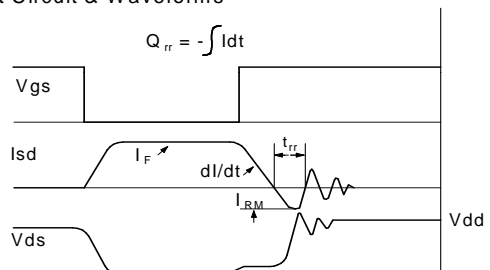 Circuit & Waveforms
Q rr = - ∫ Idt
Vgs
Isd
I F
dI/dt
t rr
I RM
Vdd
Vds